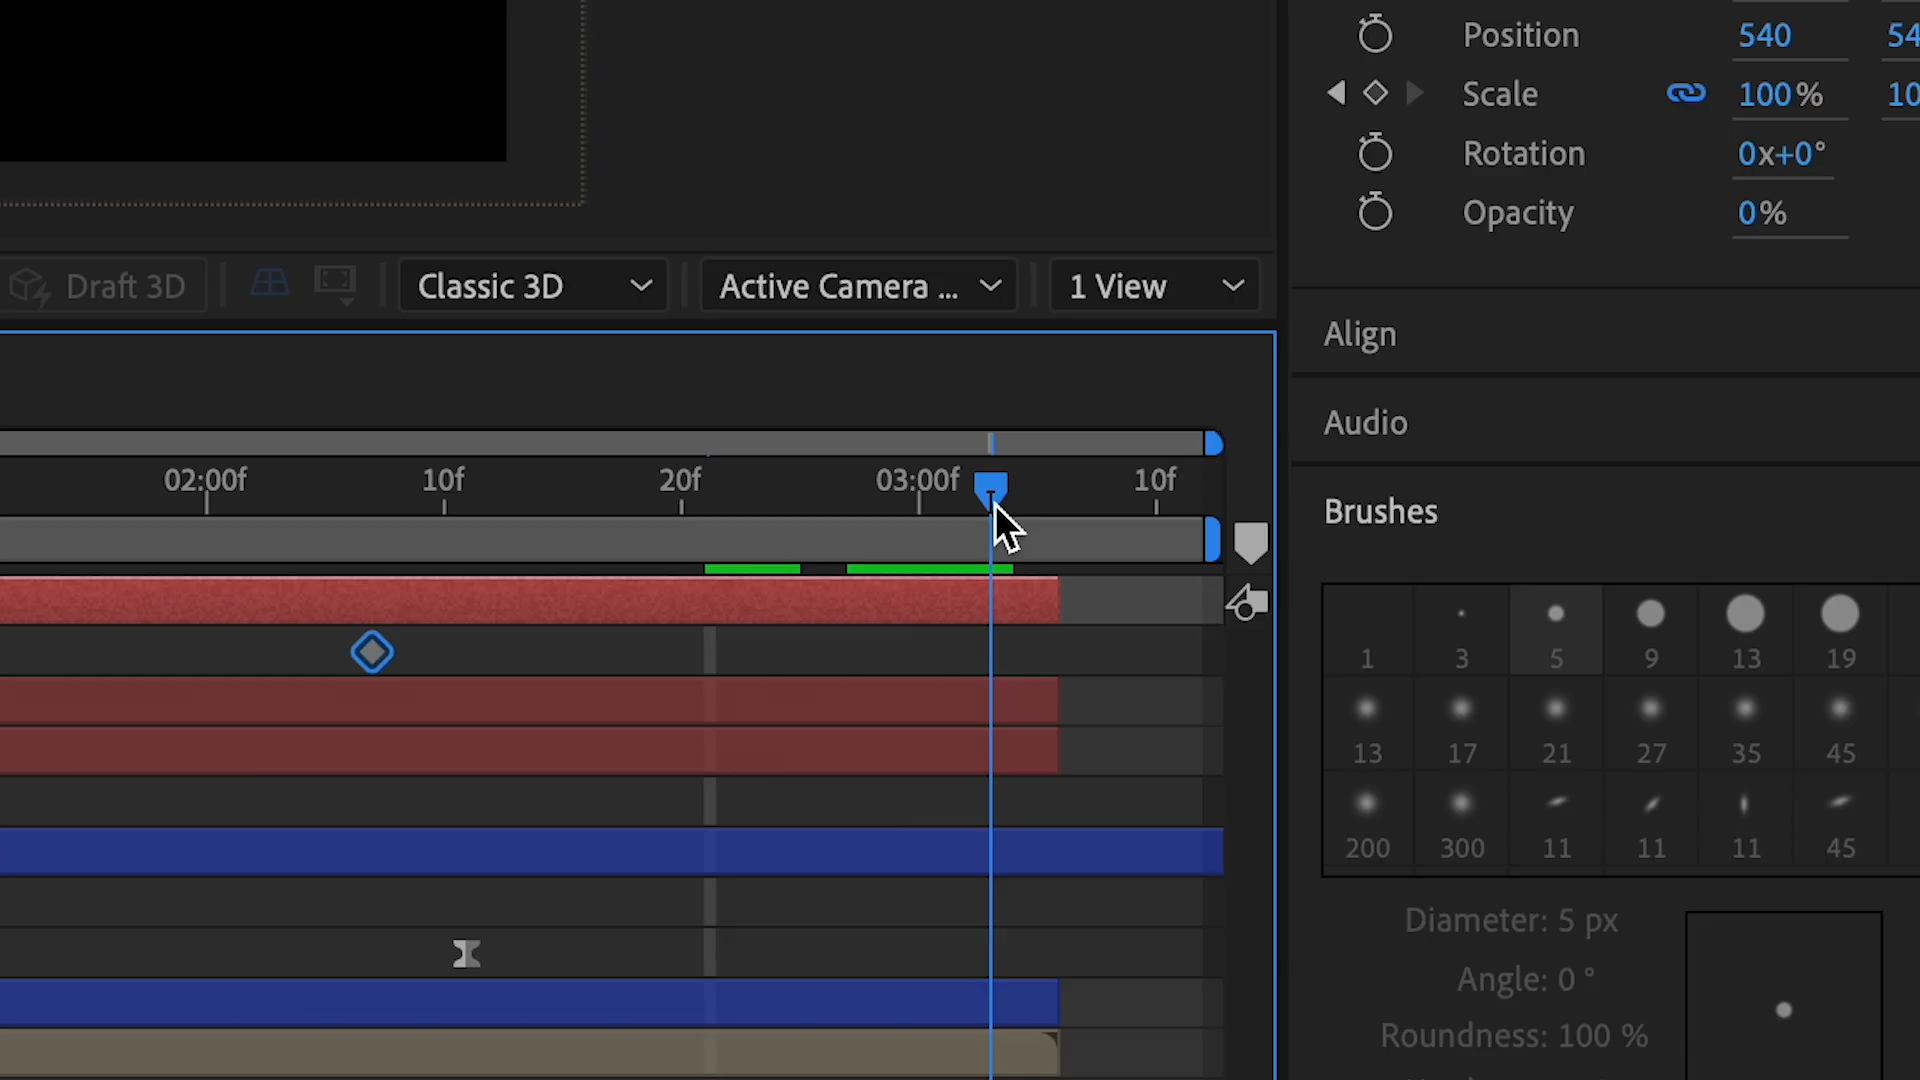 Position 540 54
Scale 100% 10
Rotation 0x+0°
Opacity 0%
Draft 3D Classic 3D Active Camera ... 1 View
Align
Audio
02:00f 10f 20f 03:00f 10f
Brushes
1 3 5 9 13 19
13 17 21 27 35 45
200 300 11 11 11 45
Diameter: 5 px
Angle: 0 °
Roundness: 100 %